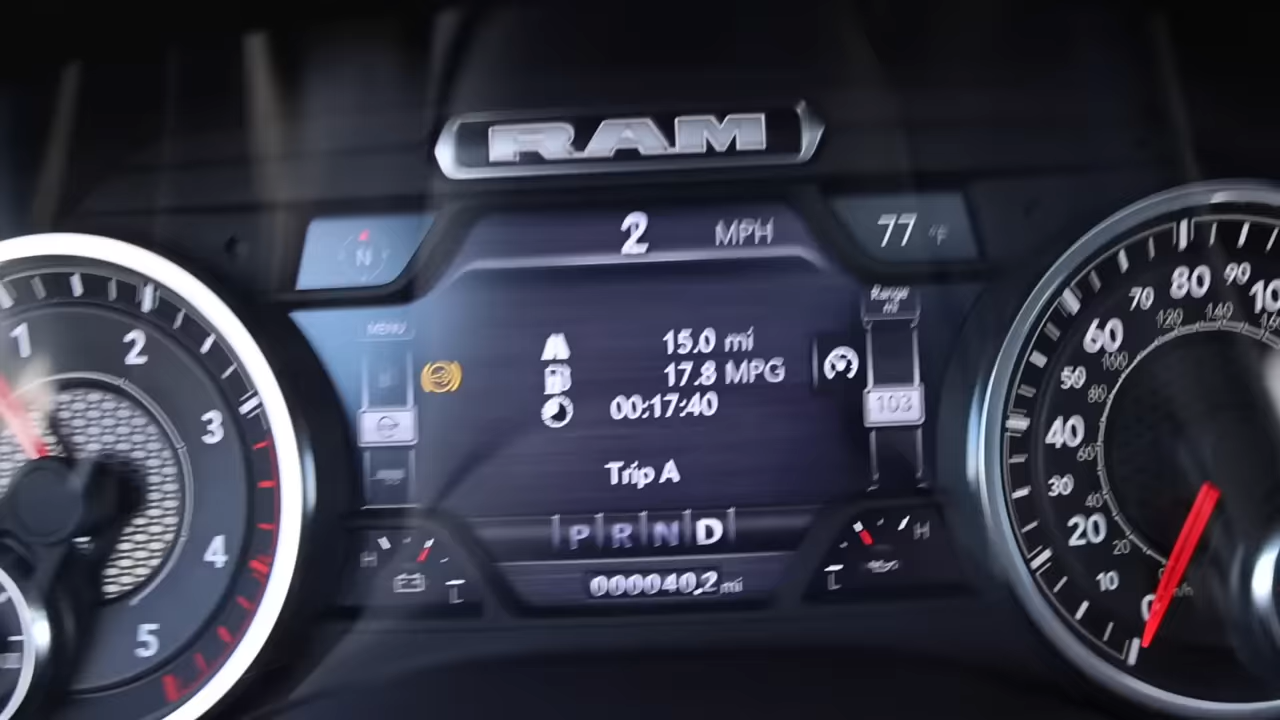 RAM
2 MPH
77 °F
N
MENU
Range
15.0 mi
17.8 MPG
00:17:40
103
Trip A
P R N D
000040.2 mi
H
L
H
L
1
2
3
4
5
0
10
20
30
40
50
60
70
80
90
20
40
60
80
100
120
140